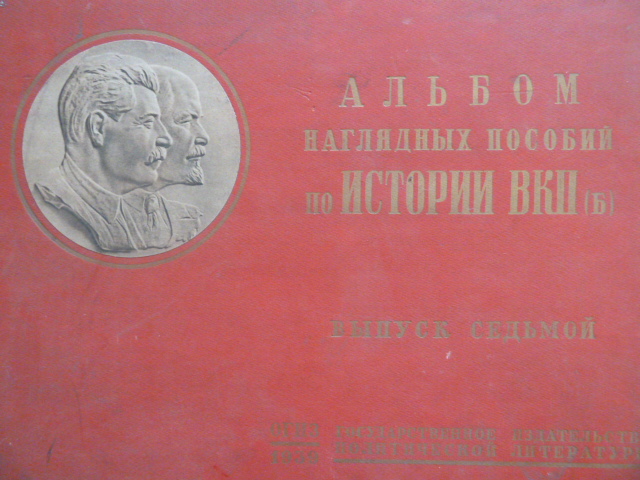 АЛЬБОМ
НАГЛЯДНЫХ ПОСОБИЙ
ПО ИСТОРИИ ВКП(Б)
ВЫПУСК СЕДЬМОЙ
ГОСУДАРСТВЕННОЕ ИЗДАТЕЛЬСТВ
ПОЛИТИЧЕСКОЙ ЛИТЕРАТУР